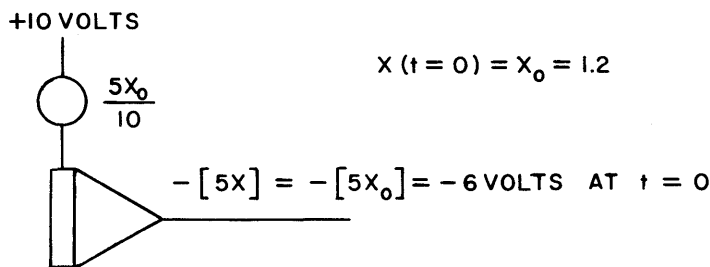 +10 VOLTS
X (t = 0) = X₀ = 1.2
5X₀
10
-[5X] = -[5X₀] = -6 VOLTS AT t = 0